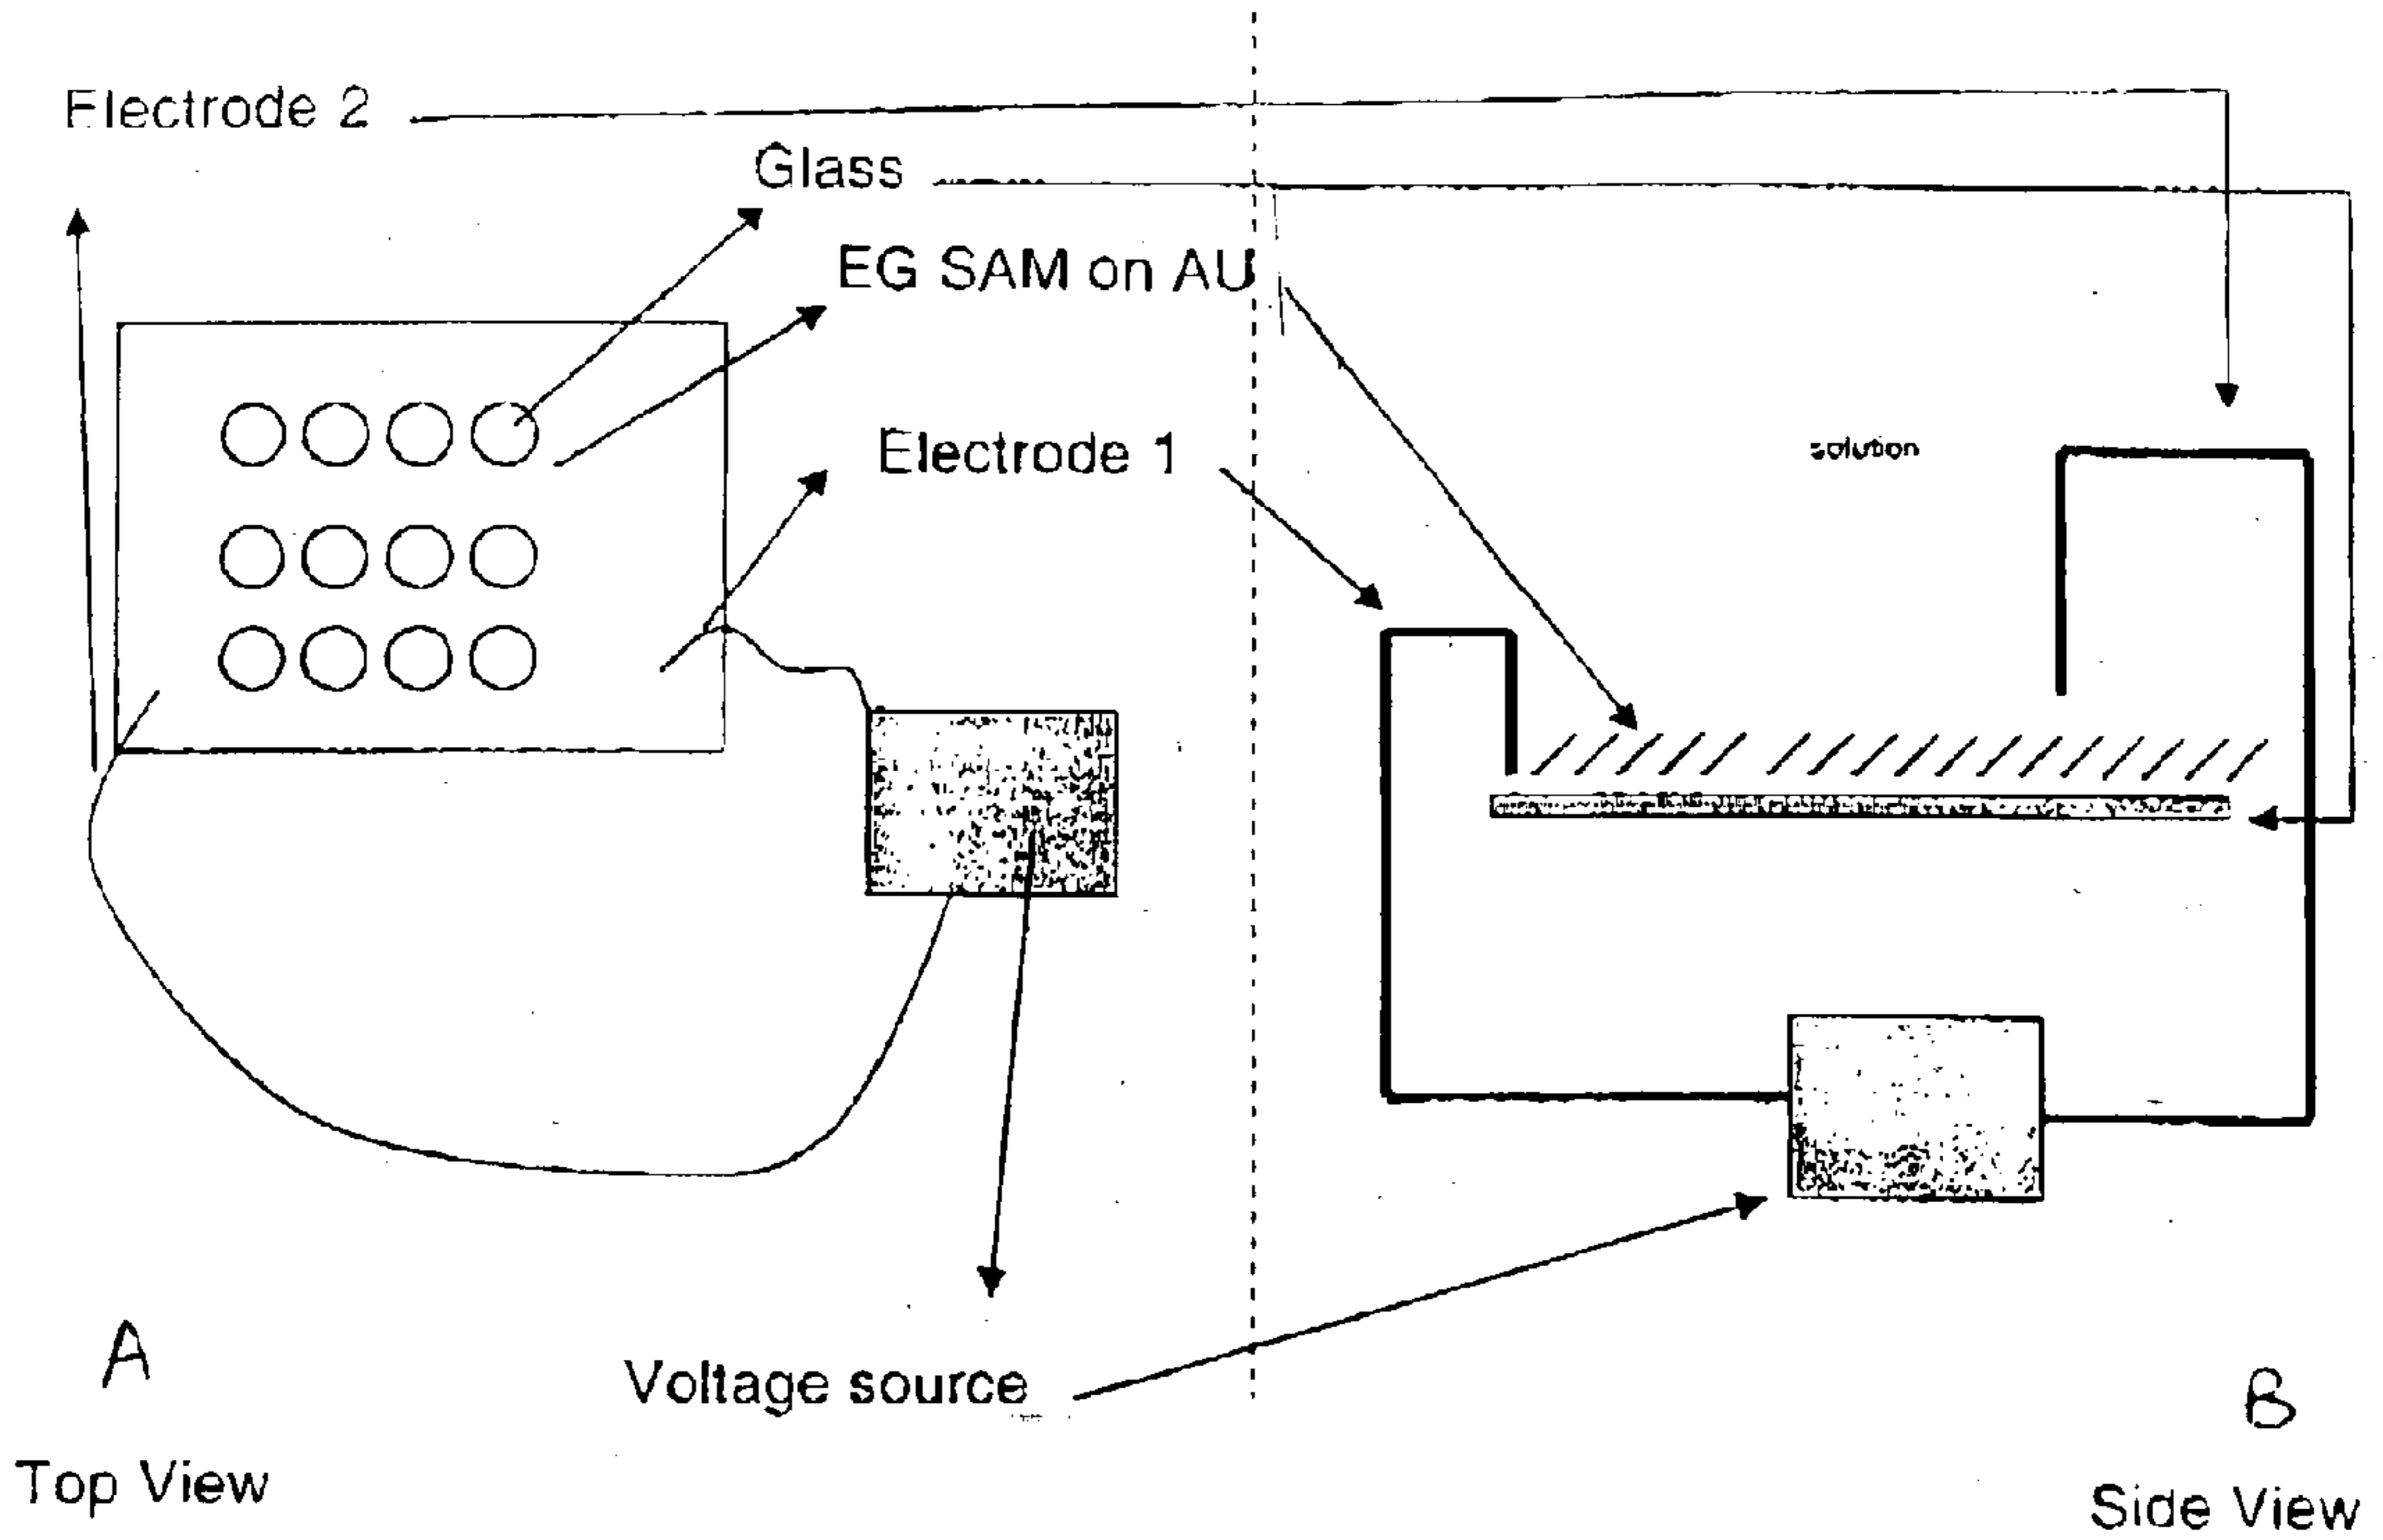 Electrode 2
Glass
EG SAM on AU
Electrode 1
solution
Voltage source
A
B
Top View
Side View